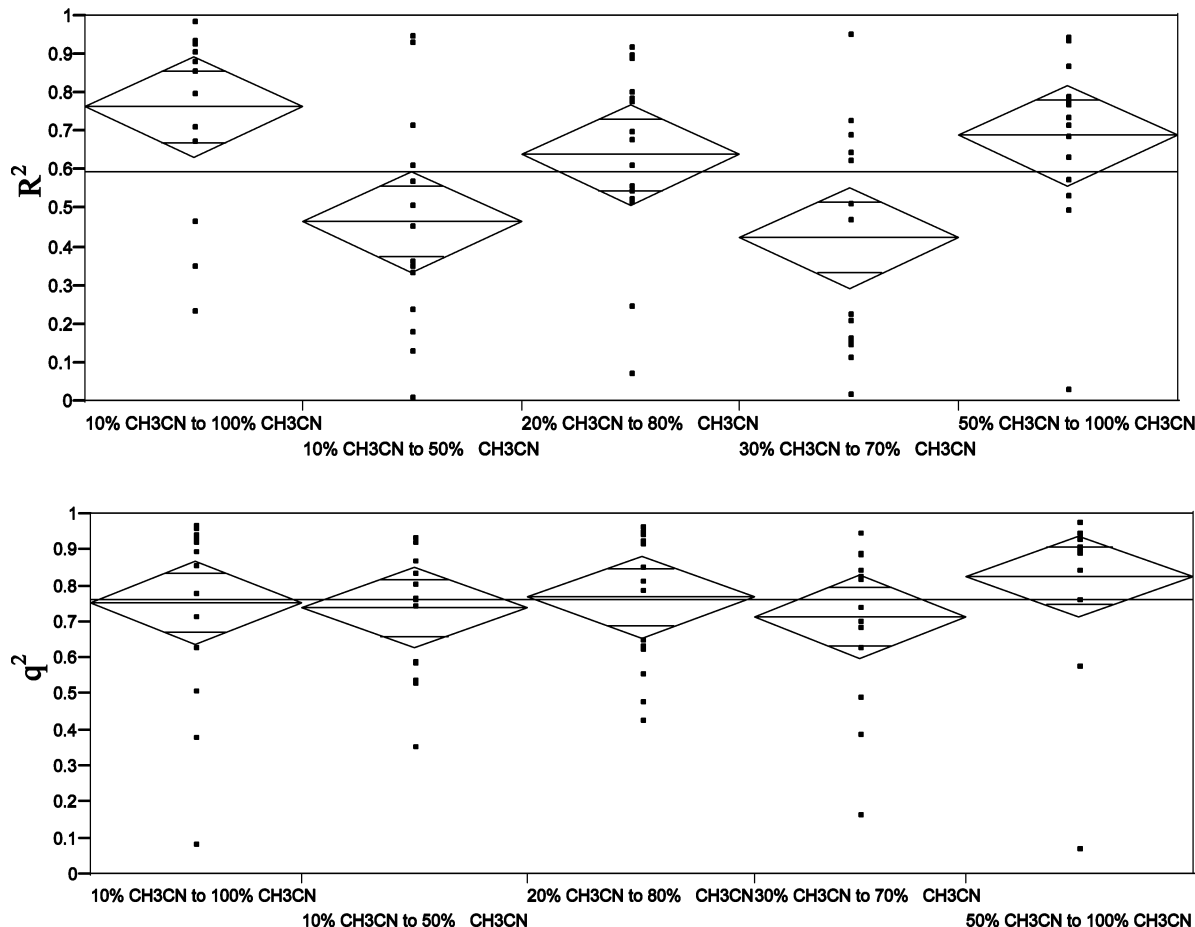 1
0.9
0.8
0.7
0.6
0.5
0.4
0.3
0.2
0.1
0
R²
10% CH3CN to 100% CH3CN
10% CH3CN to 50% CH3CN
20% CH3CN to 80% CH3CN
30% CH3CN to 70% CH3CN
50% CH3CN to 100% CH3CN
1
0.9
0.8
0.7
0.6
0.5
0.4
0.3
0.2
0.1
0
q²
10% CH3CN to 100% CH3CN
10% CH3CN to 50% CH3CN
20% CH3CN to 80% CH3CN
30% CH3CN to 70% CH3CN
50% CH3CN to 100% CH3CN